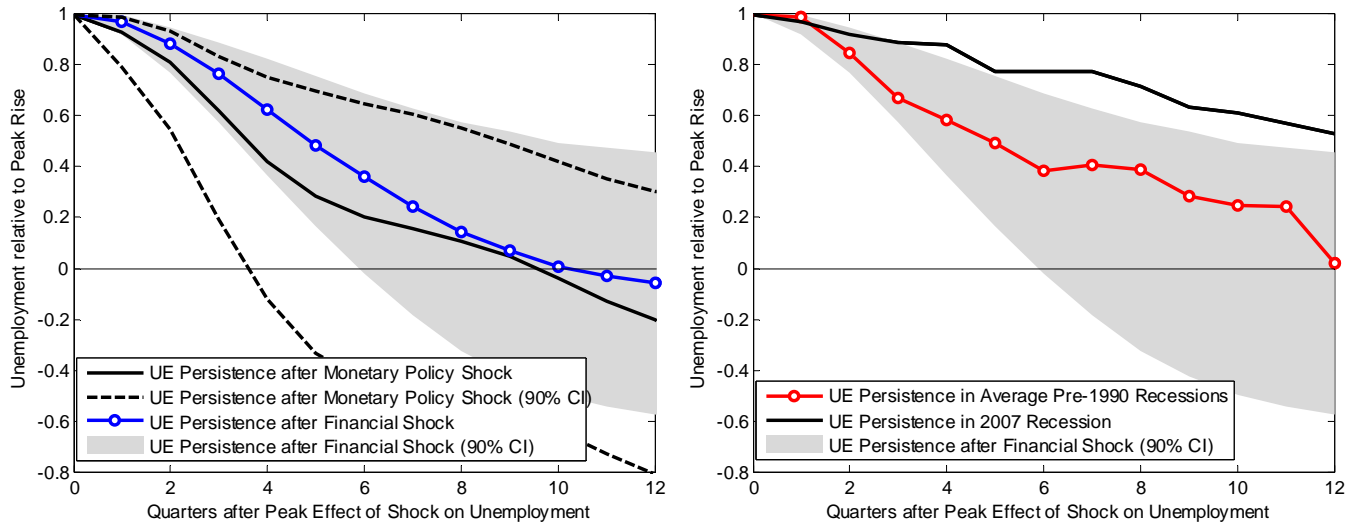 Unemployment relative to Peak Rise
1
0.8
0.6
0.4
0.2
0
-0.2
-0.4
-0.6
-0.8
UE Persistence after Monetary Policy Shock
UE Persistence after Monetary Policy Shock (90% CI)
UE Persistence after Financial Shock
UE Persistence after Financial Shock (90% CI)
0 2 4 6 8 10 12
Quarters after Peak Effect of Shock on Unemployment
Unemployment relative to Peak Rise
1
0.8
0.6
0.4
0.2
0
-0.2
-0.4
-0.6
-0.8
UE Persistence in Average Pre-1990 Recessions
UE Persistence in 2007 Recession
UE Persistence after Financial Shock (90% CI)
0 2 4 6 8 10 12
Quarters after Peak Effect of Shock on Unemployment